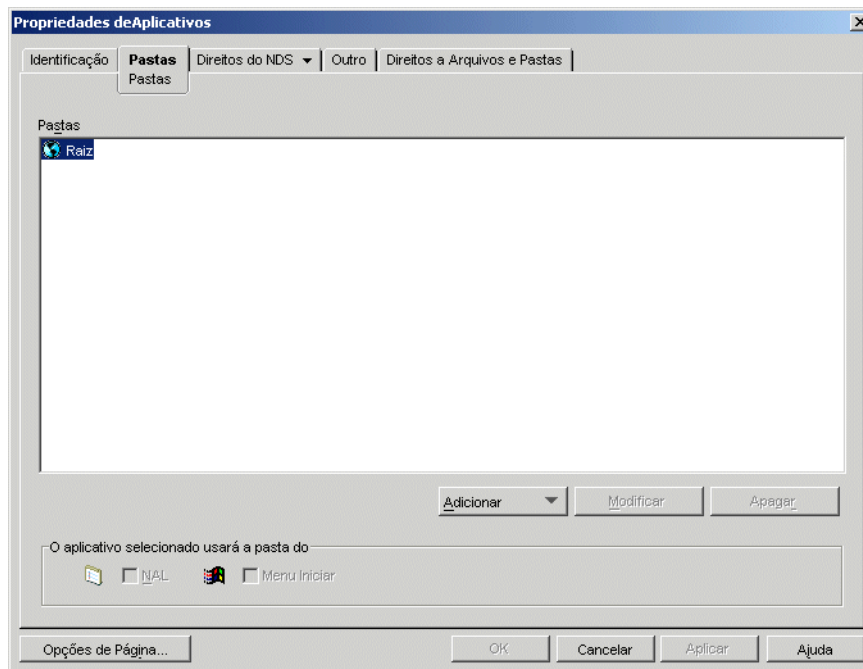 Propriedades deAplicativos
Identificação Pastas Direitos do NDS Outro Direitos a Arquivos e Pastas
Pastas
Pastas
Raiz
Adicionar Modificar Apagar
O aplicativo selecionado usará a pasta do
NAL Menu Iniciar
Opções de Página... OK Cancelar Aplicar Ajuda